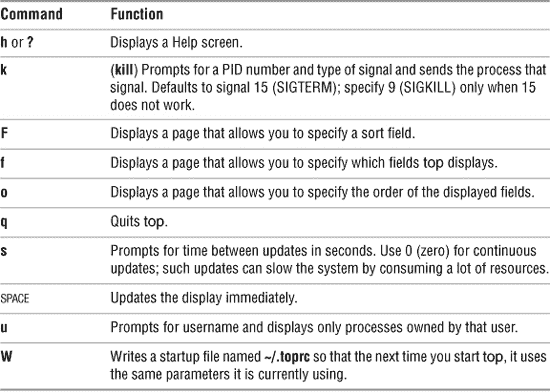 Command Function
h or ? Displays a Help screen.
k (kill) Prompts for a PID number and type of signal and sends the process that
signal. Defaults to signal 15 (SIGTERM); specify 9 (SIGKILL) only when
15 does not work.
F Displays a page that allows you to specify a sort field.
f Displays a page that allows you to specify which fields top displays.
o Displays a page that allows you to specify the order of the displayed fields.
q Quits top.
s Prompts for time between updates in seconds. Use 0 (zero) for continuous
updates; such updates can slow the system by consuming a lot of resources.
SPACE Updates the display immediately.
u Prompts for username and displays only processes owned by that user.
W Writes a startup file named ~/.toprc so that the next time you start top, it uses
the same parameters it is currently using.